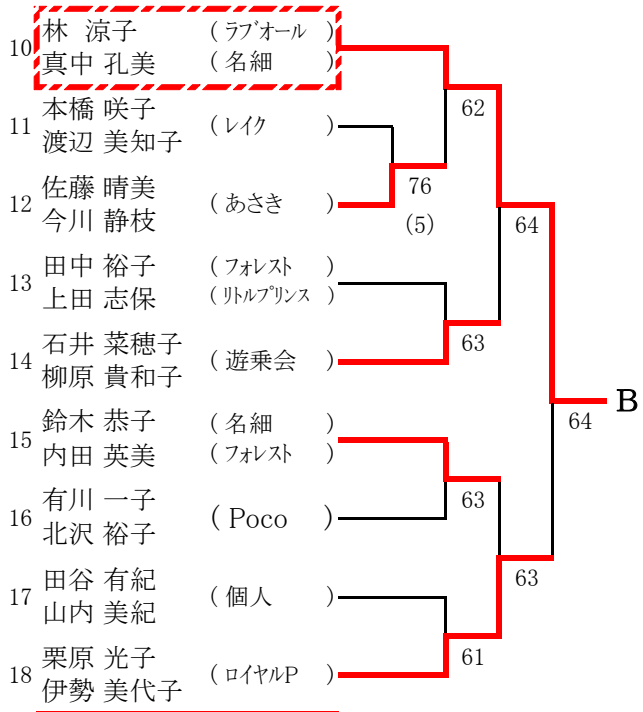 10 林 涼子 (ラブオール)
真中 孔美 (名細)
62
11 本橋 咲子 (レイク)
渡辺 美知子
76
(5)
12 佐藤 晴美 (あさき)
今川 静枝
64
13 田中 裕子 (フォレスト)
上田 志保 (リトルプリンス)
63
14 石井 菜穂子 (遊乗会)
柳原 貴和子
64
B
15 鈴木 恭子 (名細)
内田 英美 (フォレスト)
63
16 有川 一子 (Poco)
北沢 裕子
63
17 田谷 有紀 (個人)
山内 美紀
61
18 栗原 光子 (ロイヤルP)
伊勢 美代子